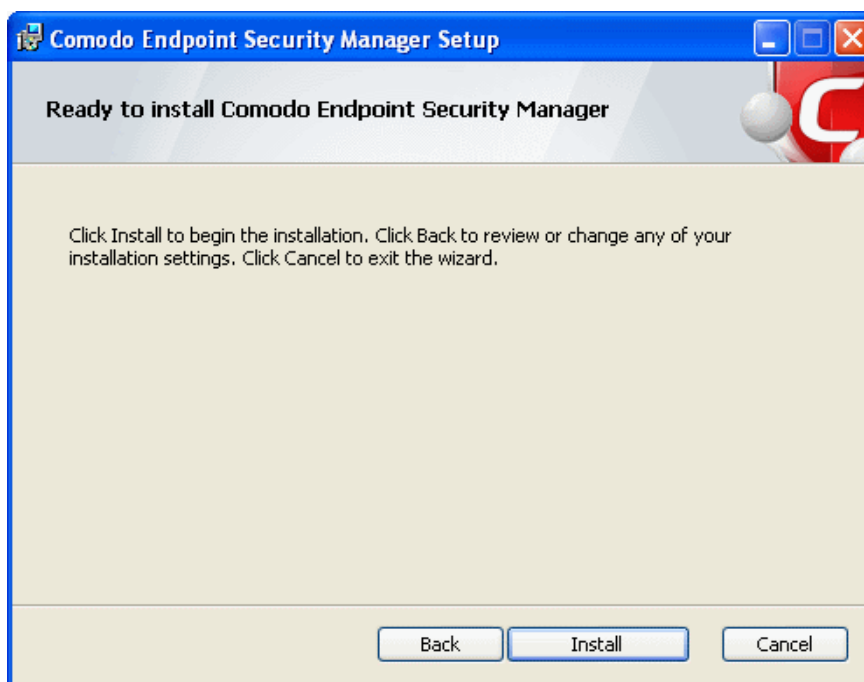 Comodo Endpoint Security Manager Setup
Ready to install Comodo Endpoint Security Manager
Click Install to begin the installation. Click Back to review or change any of your
installation settings. Click Cancel to exit the wizard.
Back
Install
Cancel